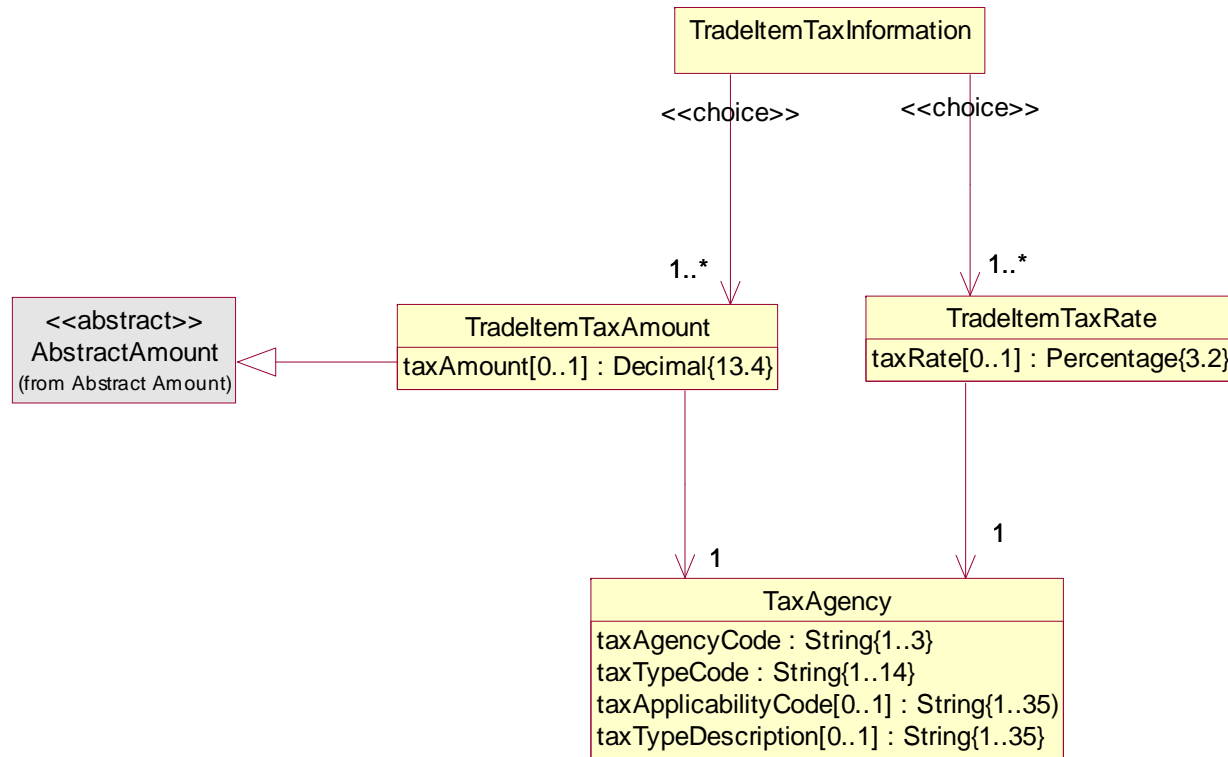 TradeItemTaxInformation
<<choice>>
<<choice>>
1..*
1..*
<<abstract>>
AbstractAmount
(from Abstract Amount)
TradeItemTaxAmount
taxAmount[0..1] : Decimal{13.4}
TradeItemTaxRate
taxRate[0..1] : Percentage{3.2}
1
1
TaxAgency
taxAgencyCode : String{1..3}
taxTypeCode : String{1..14}
taxApplicabilityCode[0..1] : String{1..35)
taxTypeDescription[0..1] : String{1..35}